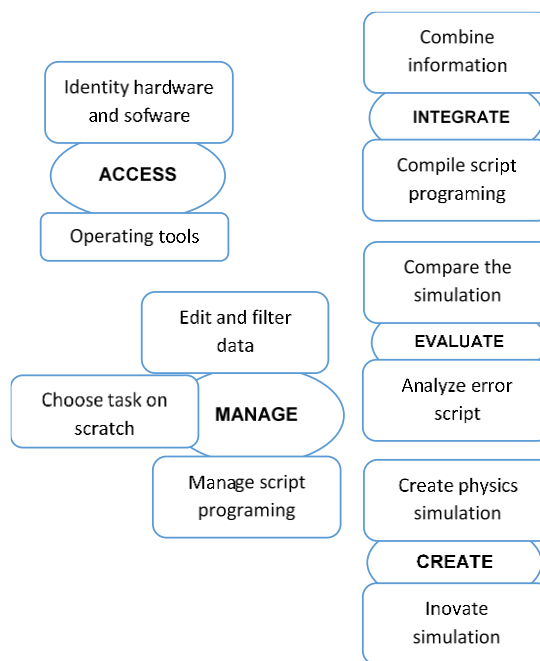 Identity hardware
and sofware
ACCESS
Operating tools
Edit and filter
data
Choose task on
scratch
MANAGE
Manage script
programing
Combine
information
INTEGRATE
Compile script
programing
Compare the
simulation
EVALUATE
Analyze error
script
Create physics
simulation
CREATE
Inovate
simulation